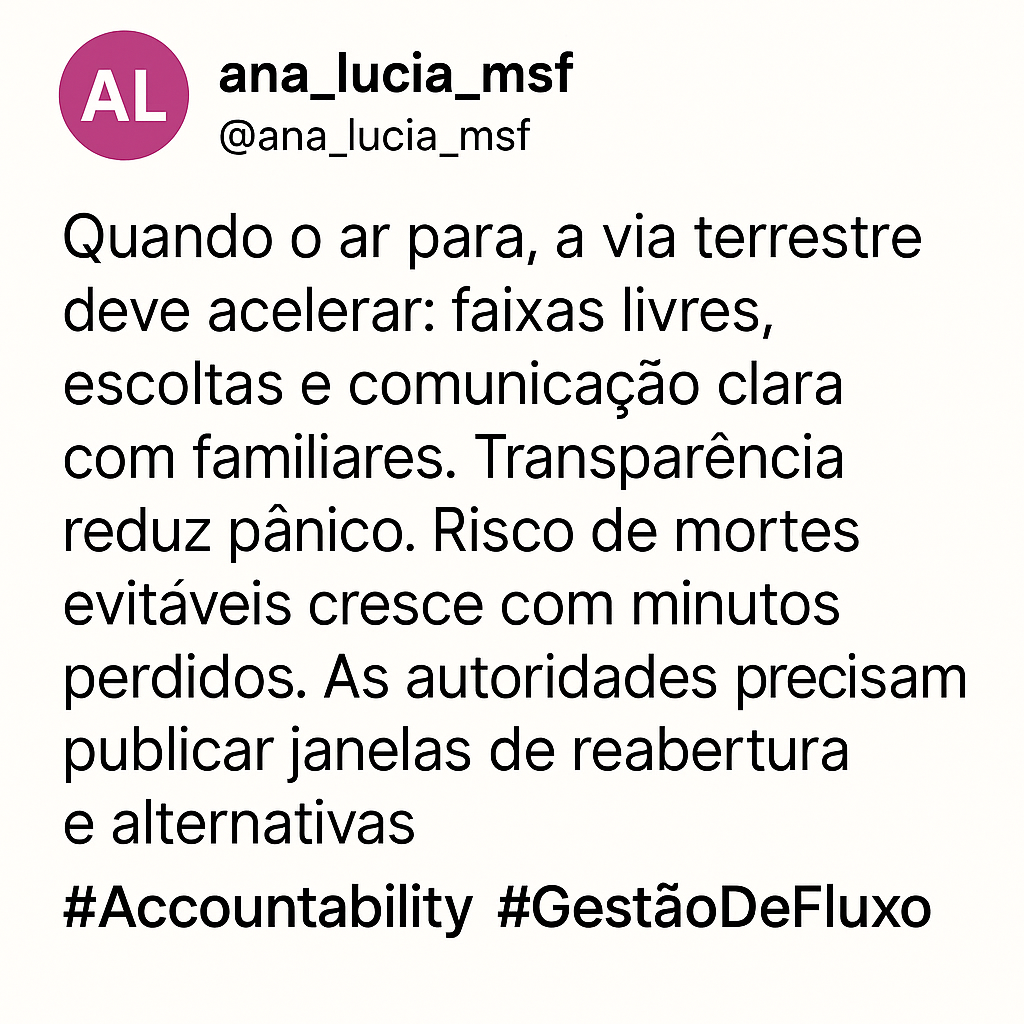 AL
ana_lucia_msf
@ana_lucia_msf
Quando o ar para, a via terrestre
deve acelerar: faixas livres,
escoltas e comunicação clara
com familiares. Transparência
reduz pânico. Risco de mortes
evitáveis cresce com minutos
perdidos. As autoridades precisam
publicar janelas de reabertura
e alternativas
#Accountability #GestãoDeFluxo